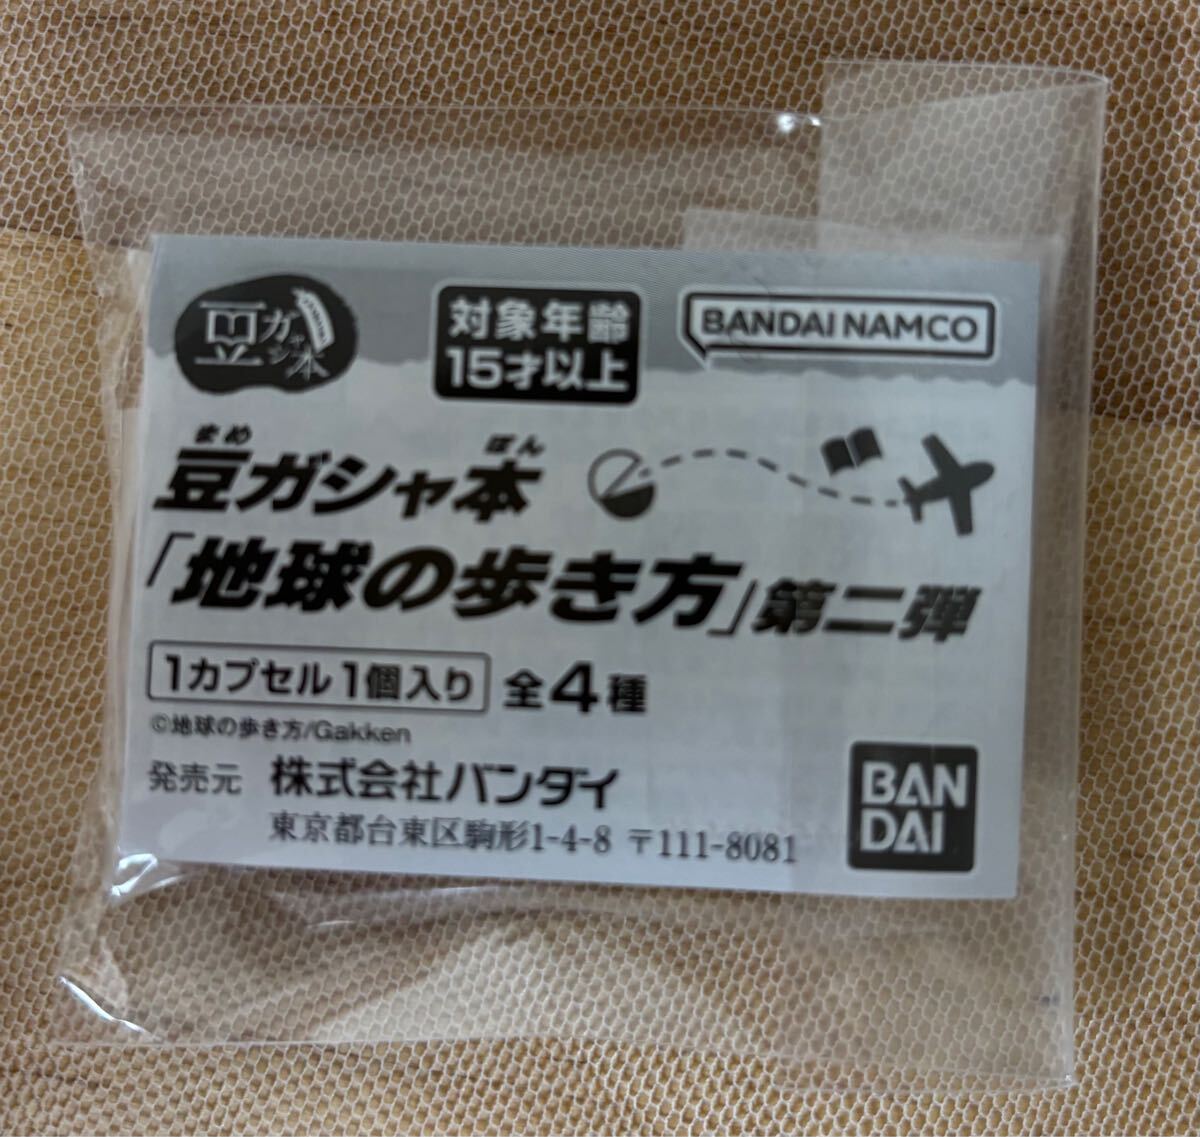 豆ガシャ本
対象年齢
15才以上
BANDAI NAMCO
まめ ぼん
豆ガシャ本
「地球の歩き方」第二弾
1カプセル1個入り 全4種
©地球の歩き方/Gakken
発売元 株式会社バンダイ
東京都台東区駒形1-4-8 〒111-8081
BAN
DAI